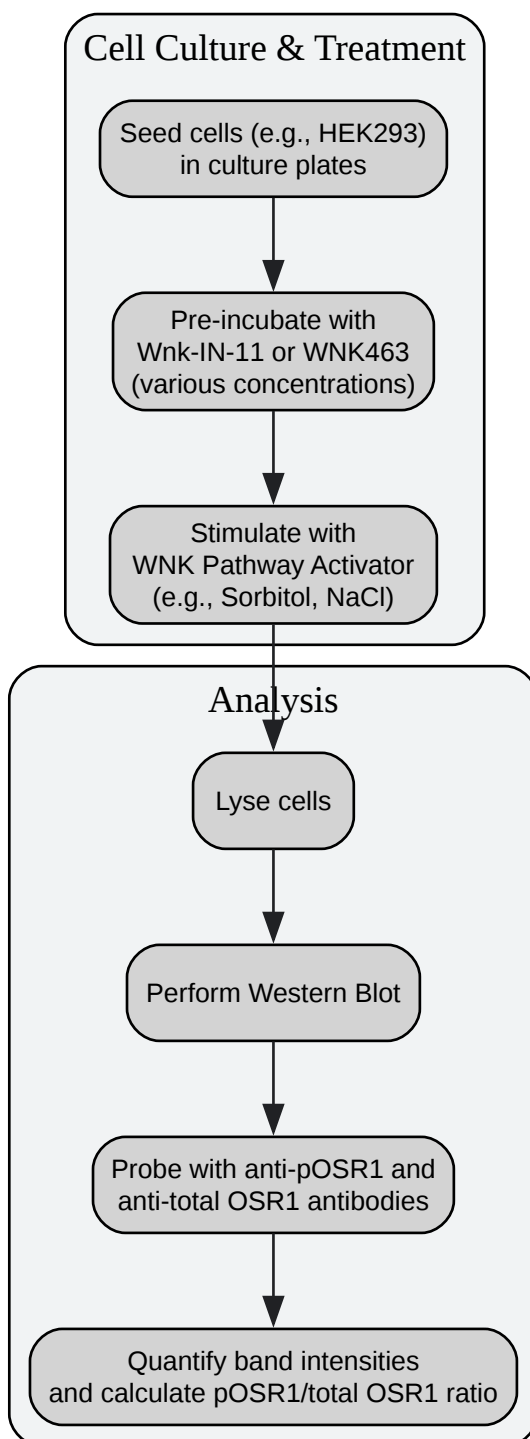 Cell Culture & Treatment
Seed cells (e.g., HEK293)
in culture plates
Pre-incubate with
Wnk-IN-11 or WNK463
(various concentrations)
Stimulate with
WNK Pathway Activator
(e.g., Sorbitol, NaCl)
Analysis
Lyse cells
Perform Western Blot
Probe with anti-pOSR1 and
anti-total OSR1 antibodies
Quantify band intensities
and calculate pOSR1/total OSR1 ratio